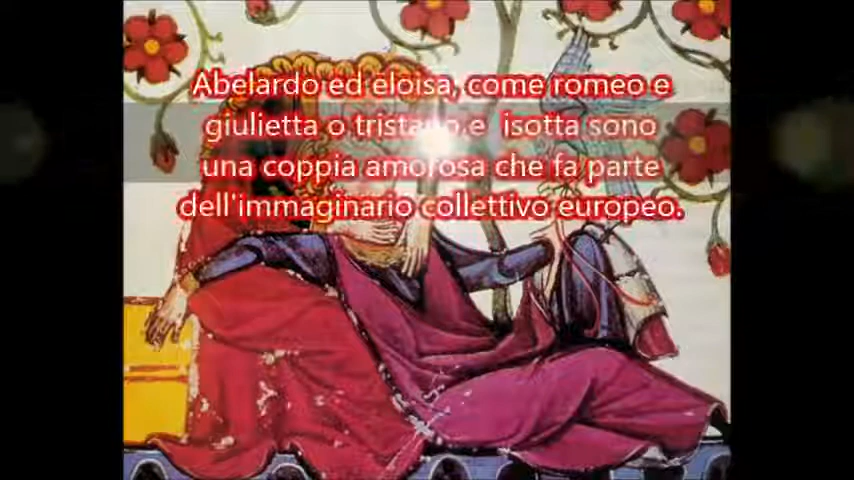 Abelardo ed eloisa, come romeo e
giulietta o tristano e isotta sono
una coppia amorosa che fa parte
dell'immaginario collettivo europeo.